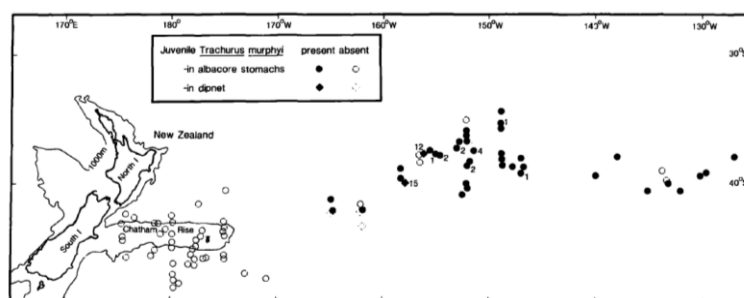 170°E 180° -170°W -160°W -150°W -140°W -130°W
30°S
40°S
Juvenile Trachurus murphyi present absent
-in albacore stomachs
-in dipnet
New Zealand
1000m
North I
South I
Chatham Rise
12
1
2
2
4
2
15
1
1